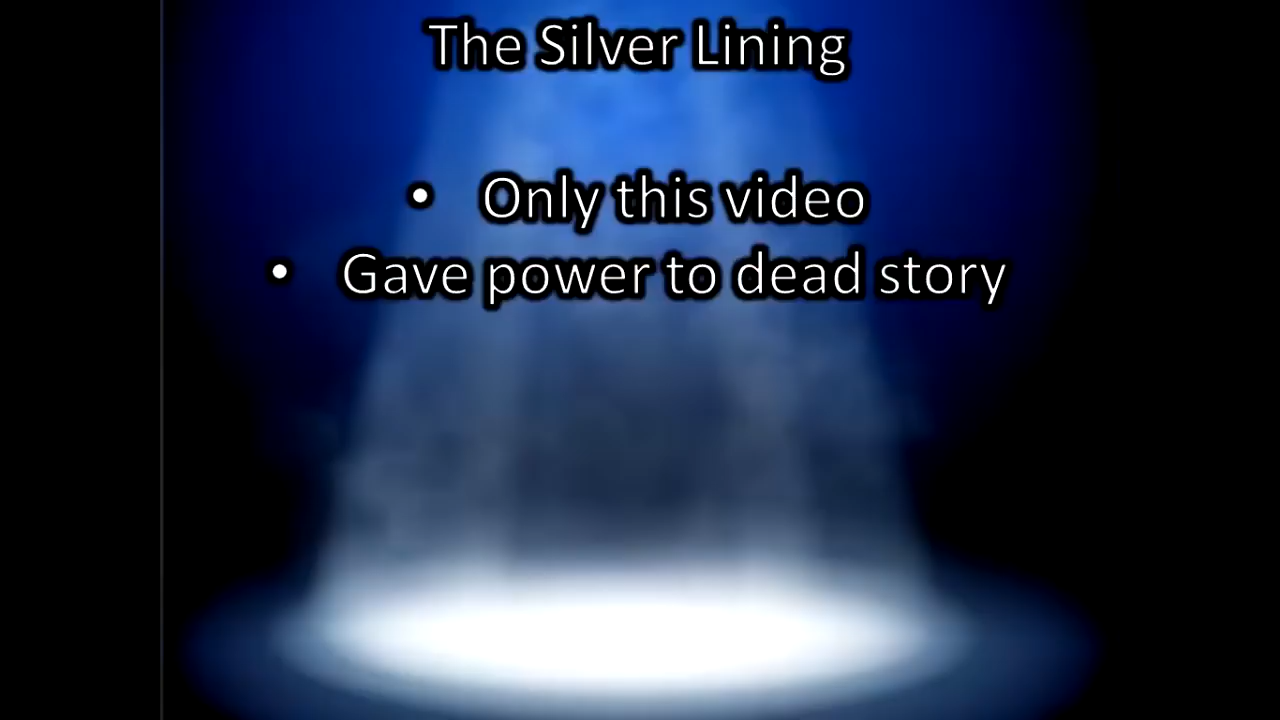 The Silver Lining
• Only this video
• Gave power to dead story